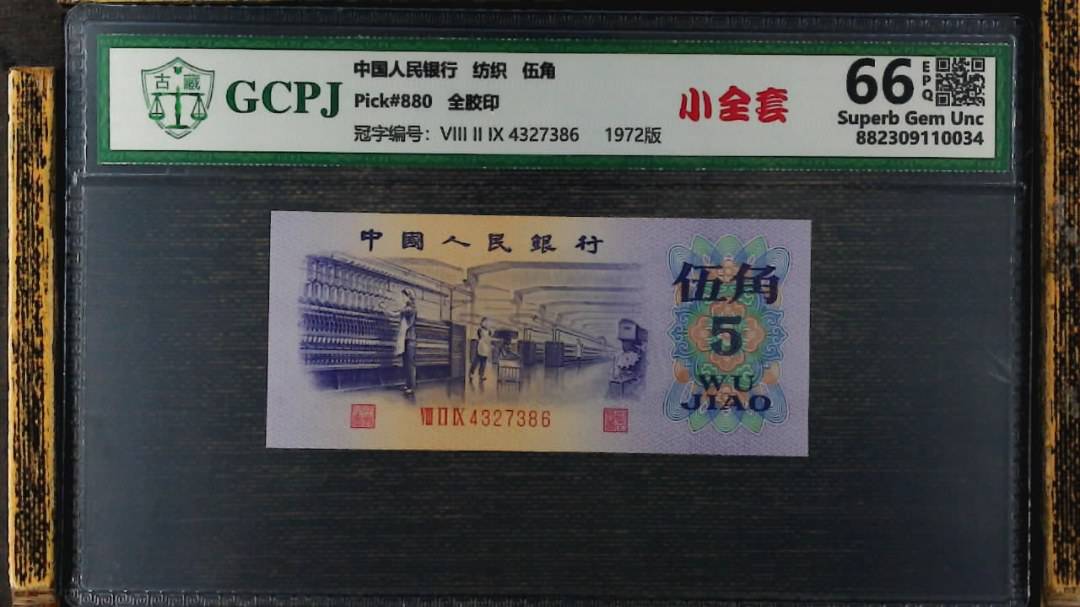 古藏
GCPJ
中国人民银行 纺织 伍角
Pick#880 全胶印
冠字编号：VIII II IX 4327386 1972版
小全套
66
EPQ
Superb Gem Unc
882309110034
中國人民銀行
伍角
5
WU
JIAO
VIII II IX 4327386